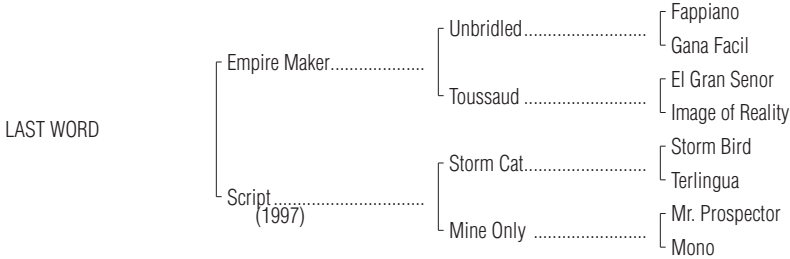 Fappiano
Unbridled..........................
Gana Facil
Empire Maker....................
El Gran Senor
Toussaud ..........................
Image of Reality
LAST WORD
Storm Bird
Storm Cat..........................
Terlingua
Script................................
(1997)
Mr. Prospector
Mine Only ........................
Mono